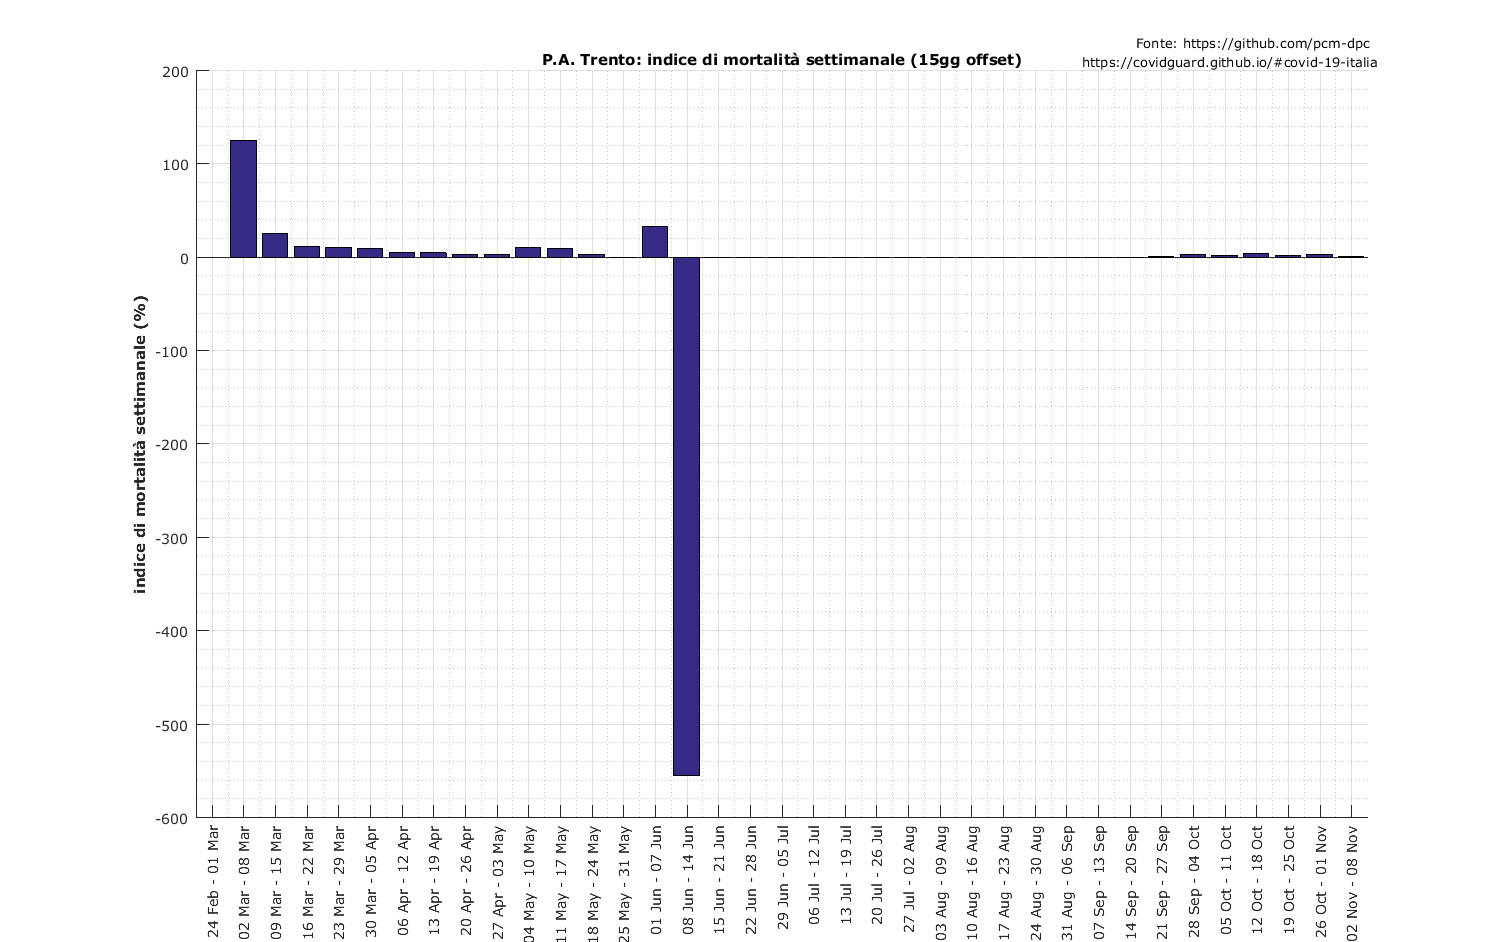 Fonte: https://github.com/pcm-dpc
P.A. Trento: indice di mortalità settimanale (15gg offset)
https://covidguard.github.io/#covid-19-italia
indice di mortalità settimanale (%)
200
100
0
-100
-200
-300
-400
-500
-600
24 Feb - 01 Mar
02 Mar - 08 Mar
09 Mar - 15 Mar
16 Mar - 22 Mar
23 Mar - 29 Mar
30 Mar - 05 Apr
06 Apr - 12 Apr
13 Apr - 19 Apr
20 Apr - 26 Apr
27 Apr - 03 May
04 May - 10 May
11 May - 17 May
18 May - 24 May
25 May - 31 May
01 Jun - 07 Jun
08 Jun - 14 Jun
15 Jun - 21 Jun
22 Jun - 28 Jun
29 Jun - 05 Jul
06 Jul - 12 Jul
13 Jul - 19 Jul
20 Jul - 26 Jul
27 Jul - 02 Aug
03 Aug - 09 Aug
10 Aug - 16 Aug
17 Aug - 23 Aug
24 Aug - 30 Aug
31 Aug - 06 Sep
07 Sep - 13 Sep
14 Sep - 20 Sep
21 Sep - 27 Sep
28 Sep - 04 Oct
05 Oct - 11 Oct
12 Oct - 18 Oct
19 Oct - 25 Oct
26 Oct - 01 Nov
02 Nov - 08 Nov